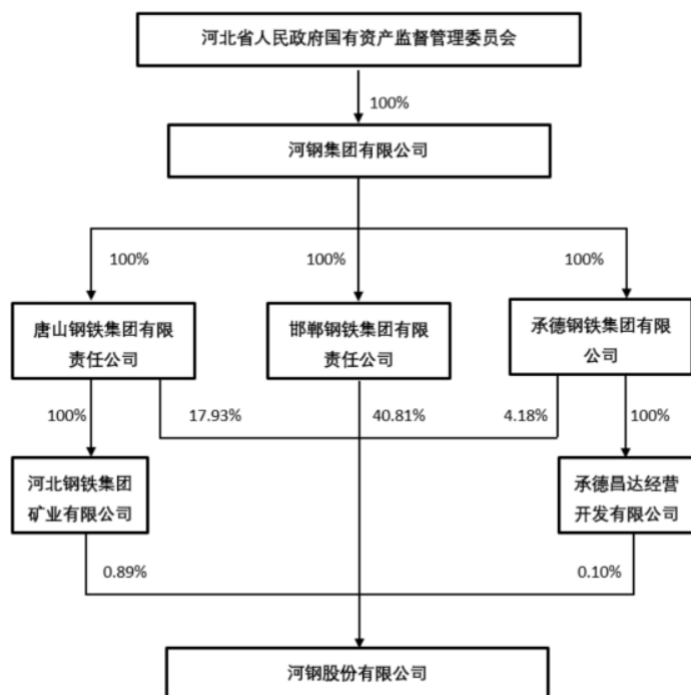 河北省人民政府国有资产监督管理委员会
100%
河钢集团有限公司
100%
100%
100%
唐山钢铁集团有限
责任公司
邯郸钢铁集团有限
责任公司
承德钢铁集团有限
公司
100%
17.93%
40.81%
4.18%
100%
河北钢铁集团
矿业有限公司
承德昌达经营
开发有限公司
0.89%
0.10%
河钢股份有限公司